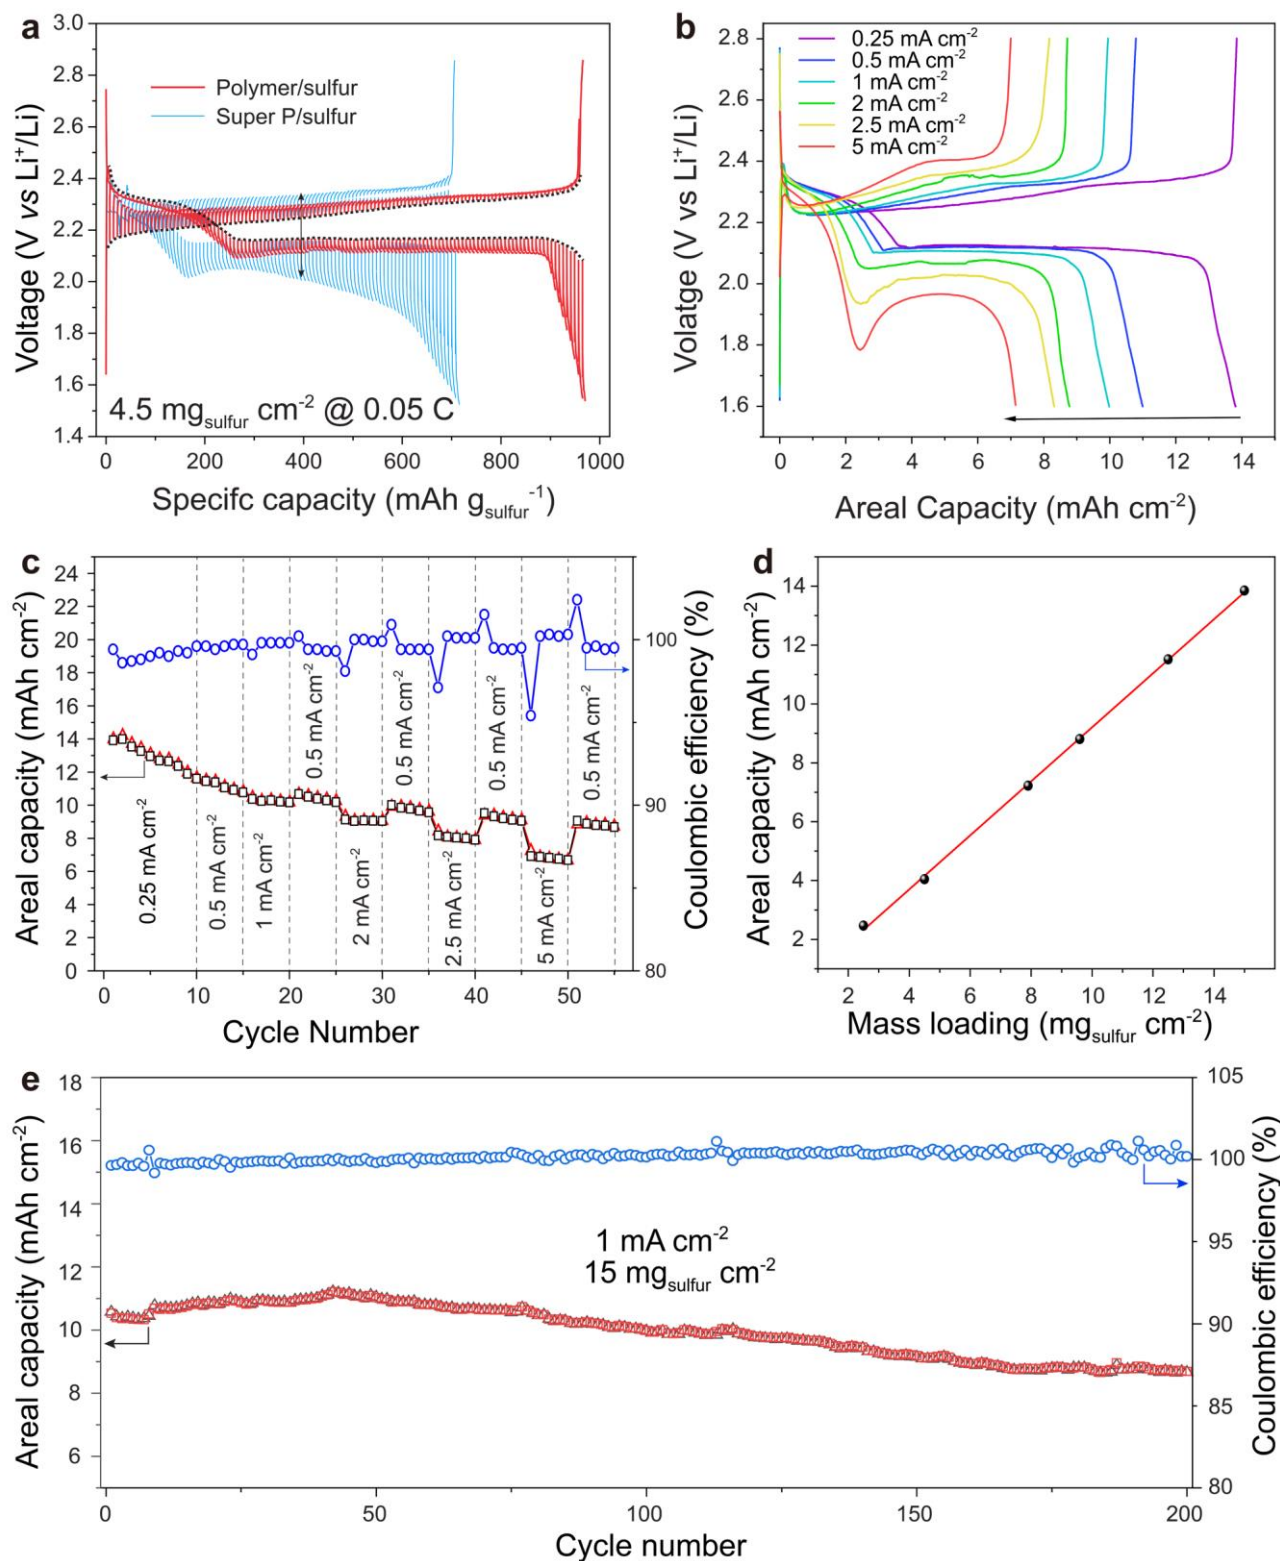 a
3.0
2.8
2.6
2.4
2.2
2.0
1.8
1.6
1.4
Voltage (V vs Li⁺/Li)
Polymer/sulfur
Super P/sulfur
4.5 mg_sulfur cm⁻² @ 0.05 C
0 200 400 600 800 1000
Specifc capacity (mAh g_sulfur⁻¹)
b
2.8
2.6
2.4
2.2
2.0
1.8
1.6
Volatge (V vs Li⁺/Li)
0.25 mA cm⁻²
0.5 mA cm⁻²
1 mA cm⁻²
2 mA cm⁻²
2.5 mA cm⁻²
5 mA cm⁻²
0 2 4 6 8 10 12 14
Areal Capacity (mAh cm⁻²)
c
24
22
20
18
16
14
12
10
8
6
4
2
0
Areal capacity (mAh cm⁻²)
0.25 mA cm⁻²
0.5 mA cm⁻²
1 mA cm⁻²
0.5 mA cm⁻²
2 mA cm⁻²
0.5 mA cm⁻²
2.5 mA cm⁻²
0.5 mA cm⁻²
5 mA cm⁻²
0.5 mA cm⁻²
100
90
80
Coulombic efficiency (%)
0 10 20 30 40 50
Cycle Number
d
14
12
10
8
6
4
2
Areal capacity (mAh cm⁻²)
2 4 6 8 10 12 14
Mass loading (mg_sulfur cm⁻²)
e
18
16
14
12
10
8
6
Areal capacity (mAh cm⁻²)
1 mA cm⁻²
15 mg_sulfur cm⁻²
105
100
95
90
85
80
Coulombic efficiency (%)
0 50 100 150 200
Cycle number